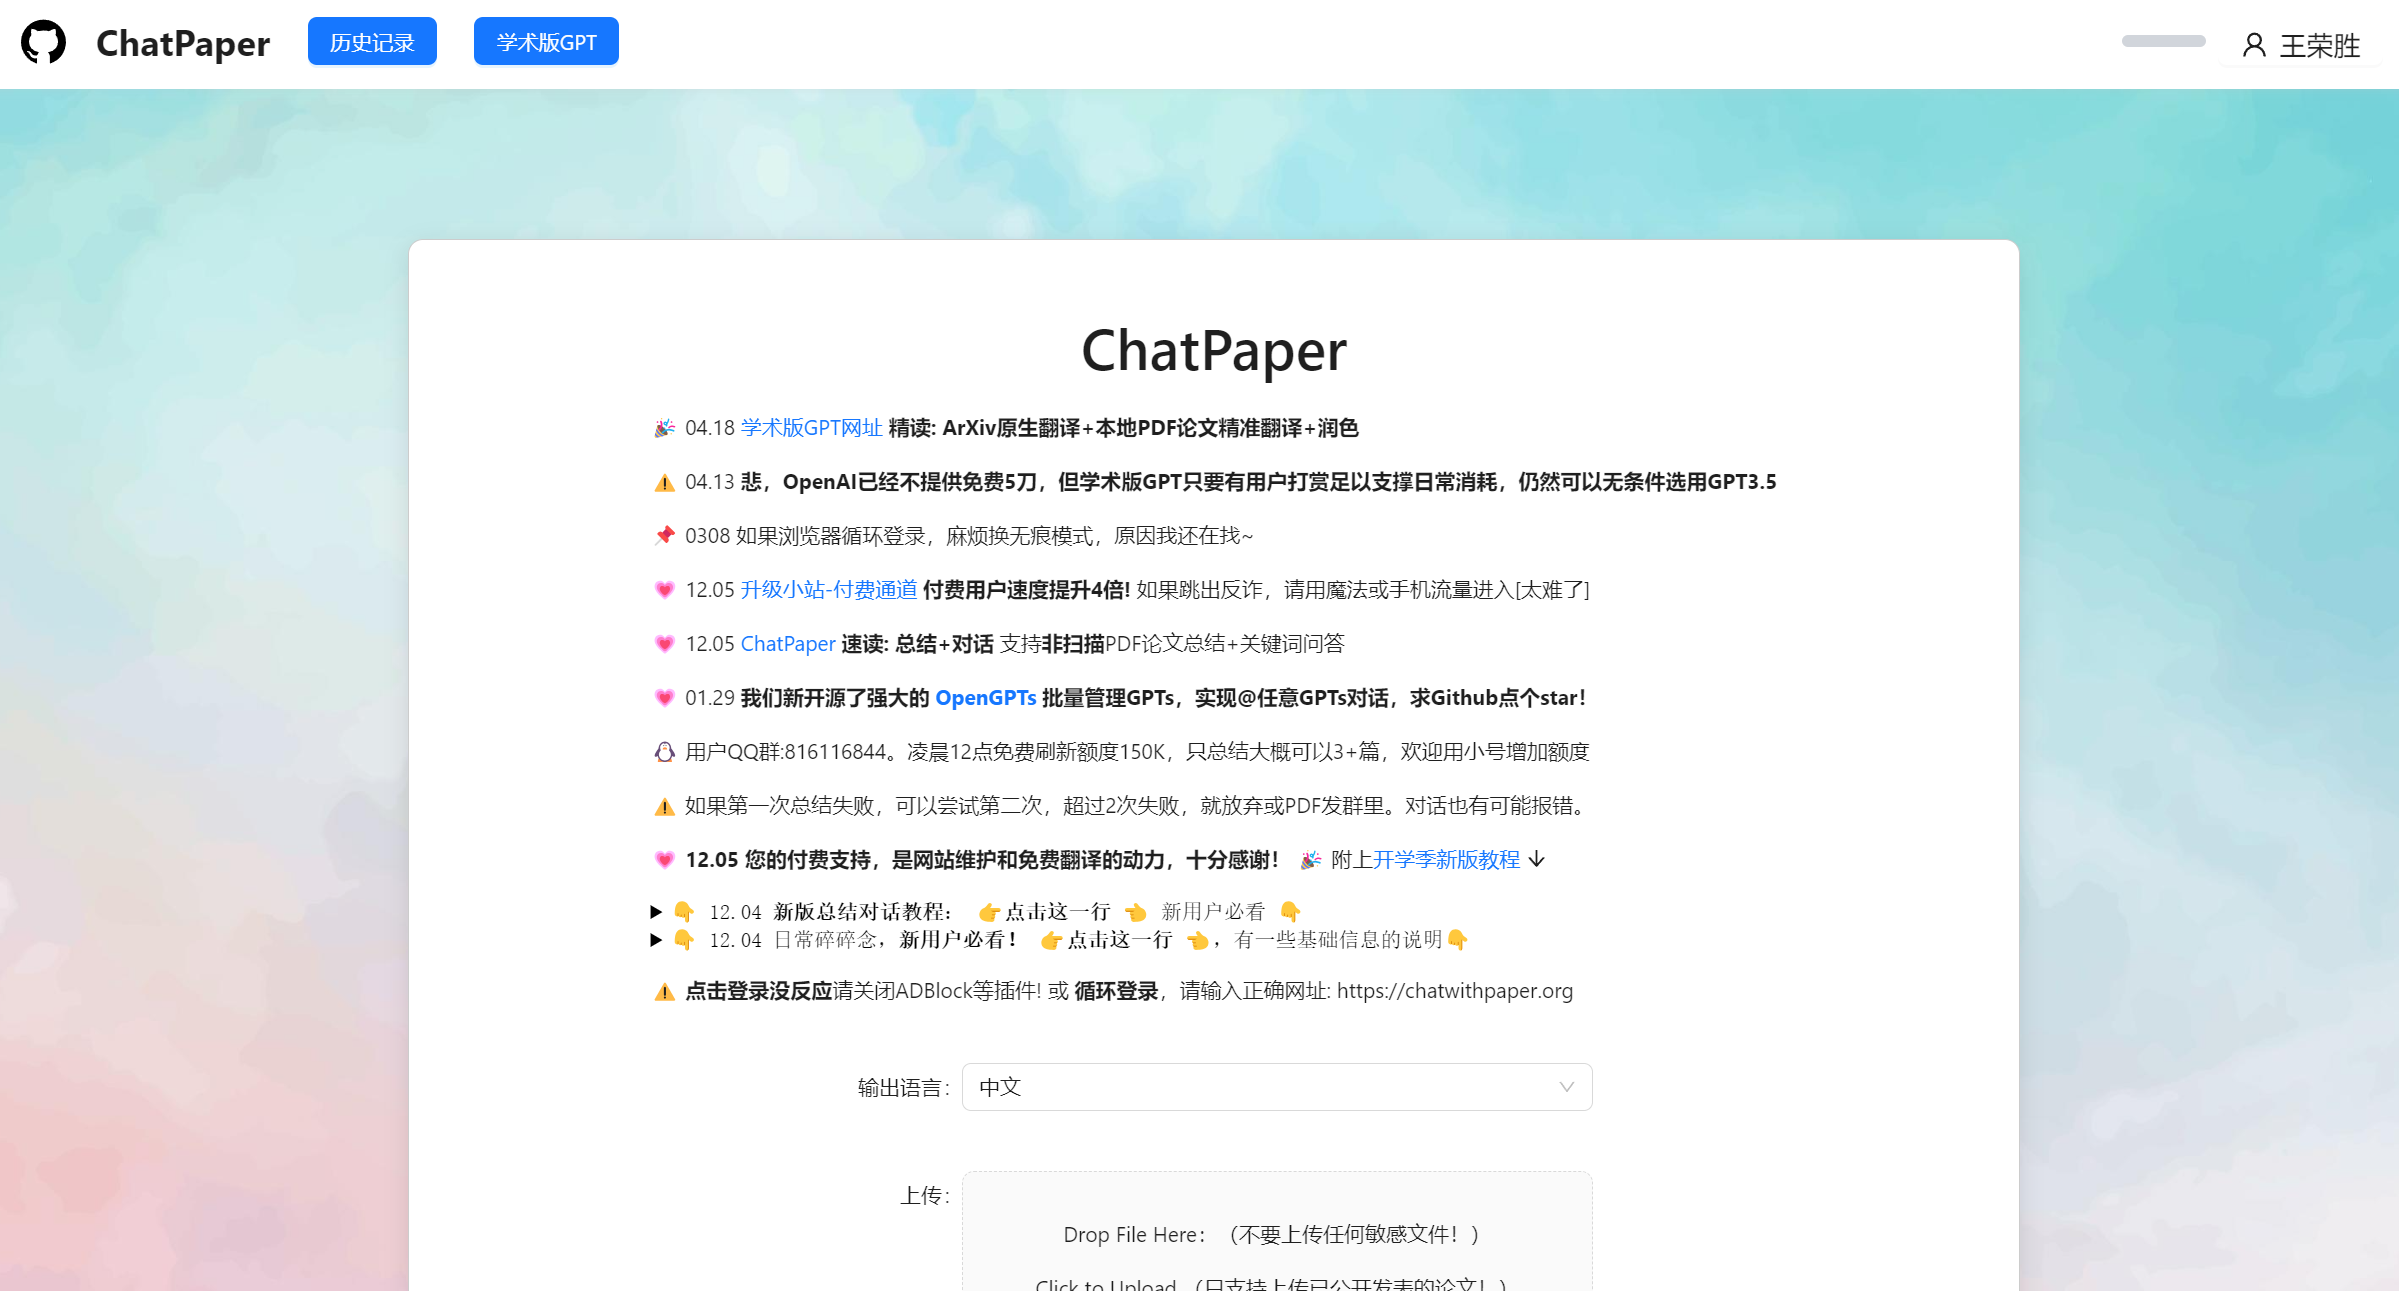 ChatPaper 历史记录 学术版GPT 王荣胜
ChatPaper
🎉 04.18 学术版GPT网址 精读: ArXiv原生翻译+本地PDF论文精准翻译+润色
⚠️ 04.13 悲，OpenAI已经不提供免费5刀，但学术版GPT只要有用户打赏足以支撑日常消耗，仍然可以无条件选用GPT3.5
📌 0308 如果浏览器循环登录，麻烦换无痕模式，原因我还在找~
💗 12.05 升级小站-付费通道 付费用户速度提升4倍! 如果跳出反诈，请用魔法或手机流量进入[太难了]
💗 12.05 ChatPaper 速读: 总结+对话 支持非扫描PDF论文总结+关键词问答
💗 01.29 我们新开源了强大的 OpenGPTs 批量管理GPTs，实现@任意GPTs对话，求Github点个star！
🐧 用户QQ群:816116844。凌晨12点免费刷新额度150K，只总结大概可以3+篇，欢迎用小号增加额度
⚠️ 如果第一次总结失败，可以尝试第二次，超过2次失败，就放弃或PDF发群里。对话也有可能报错。
💗 12.05 您的付费支持，是网站维护和免费翻译的动力，十分感谢！ 🎉 附上开学季新版教程 ↓
▶ 👇 12.04 新版总结对话教程： 👉点击这一行 👈 新用户必看 👇
▶ 👇 12.04 日常碎碎念，新用户必看！ 👉点击这一行 👈，有一些基础信息的说明👇
⚠️ 点击登录没反应请关闭ADBlock等插件! 或 循环登录，请输入正确网址: https://chatwithpaper.org
输出语言: 中文
上传:
Drop File Here：（不要上传任何敏感文件！）
Click to Upload （只支持上传已公开发表的论文！）